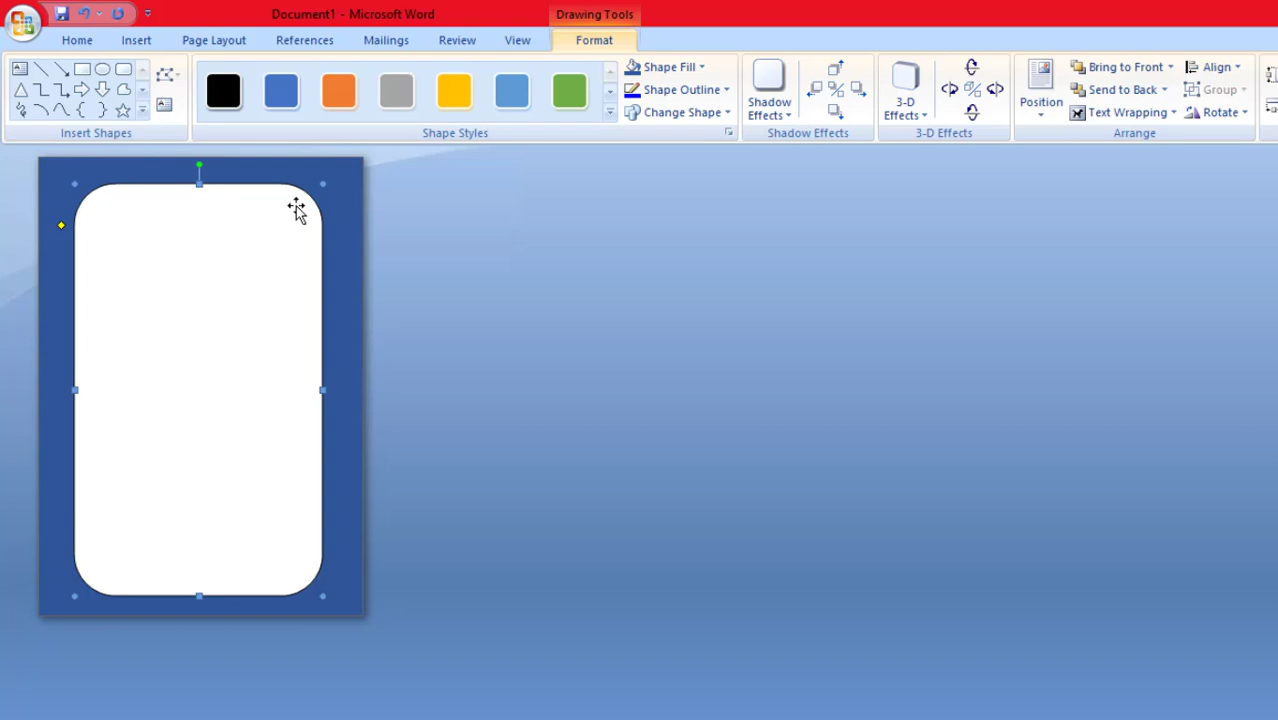 Document1 - Microsoft Word
Drawing Tools
Home Insert Page Layout References Mailings Review View Format
Shape Fill
Shape Outline
Change Shape
Shadow Effects
3-D Effects
Position
Bring to Front
Send to Back
Text Wrapping
Align
Group
Rotate
Insert Shapes Shape Styles Shadow Effects 3-D Effects Arrange